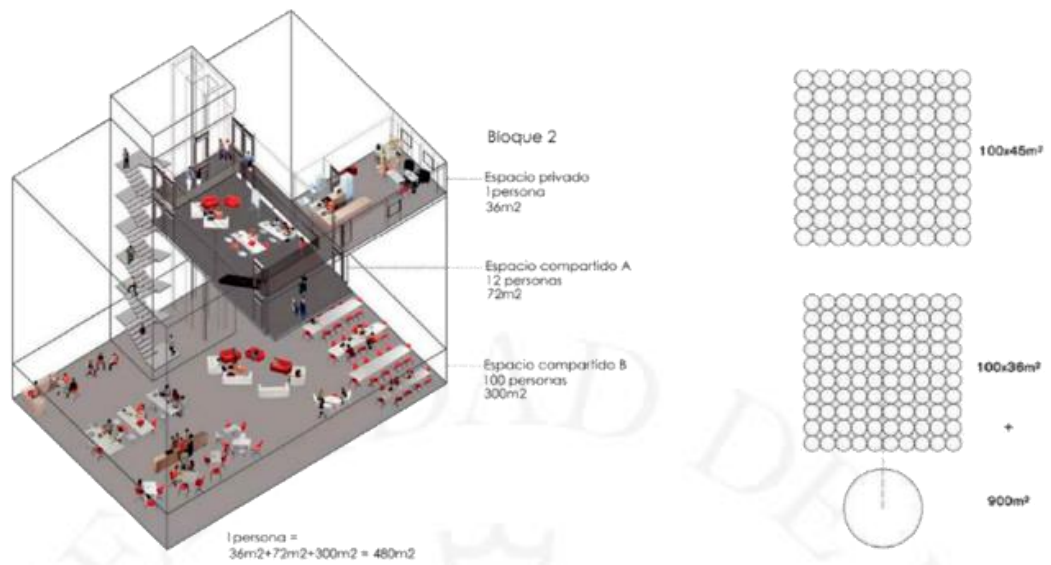 Bloque 2
Espacio privado
1persona
36m2
Espacio compartido A
12 personas
72m2
Espacio compartido B
100 personas
300m2
1persona =
36m2+72m2+300m2 = 480m2
100x45m²
100x36m²
+
900m²